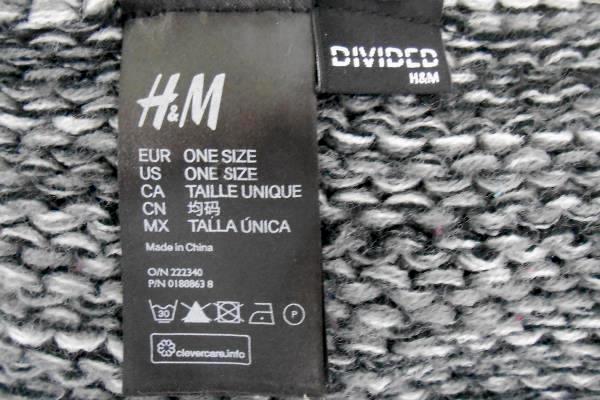 DIVIDED
H&M
H&M
EUR ONE SIZE
US ONE SIZE
CA TAILLE UNIQUE
CN 均码
MX TALLA ÚNICA
Made in China
O/N 222340
P/N 0188863 8
30 P
clevercare.info